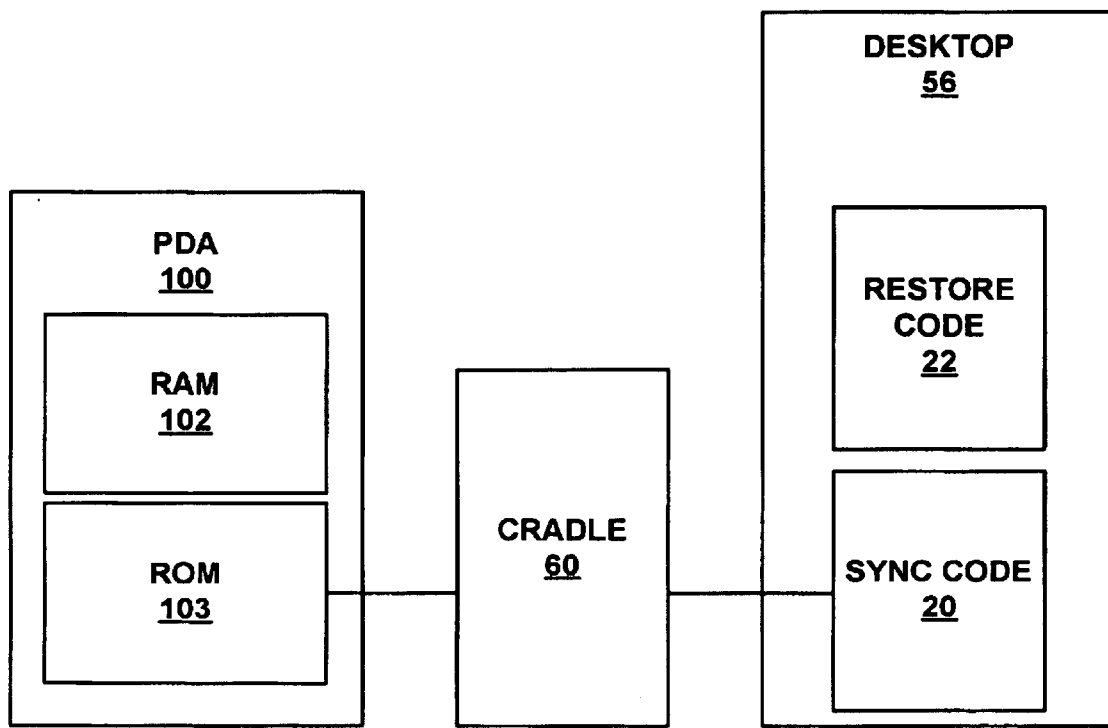 PDA
100
RAM
102
ROM
103
CRADLE
60
DESKTOP
56
RESTORE
CODE
22
SYNC CODE
20